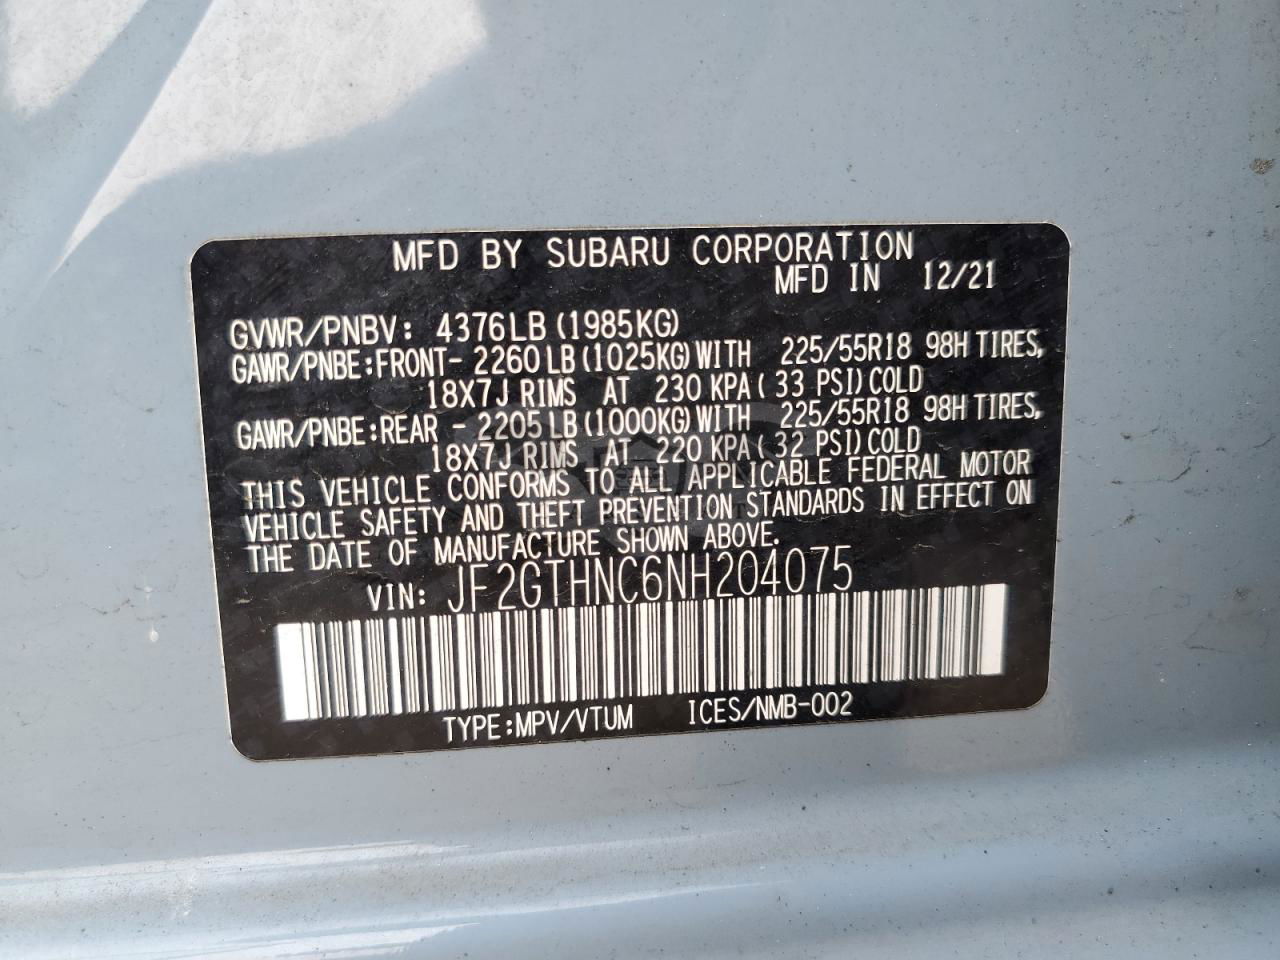 MFD BY SUBARU CORPORATION
MFD IN 12/21
GVWR/PNBV: 4376LB (1985KG)
GAWR/PNBE:FRONT- 2260 LB (1025KG) WITH 225/55R18 98H TIRES,
18X7J RIMS AT 230 KPA ( 33 PSI) COLD
GAWR/PNBE:REAR - 2205 LB (1000KG) WITH 225/55R18 98H TIRES,
18X7J RIMS AT 220 KPA ( 32 PSI) COLD
THIS VEHICLE CONFORMS TO ALL APPLICABLE FEDERAL MOTOR
VEHICLE SAFETY AND THEFT PREVENTION STANDARDS IN EFFECT ON
THE DATE OF MANUFACTURE SHOWN ABOVE.
VIN: JF2GTHNC6NH204075
TYPE:MPV/VTUM ICES/NMB-002